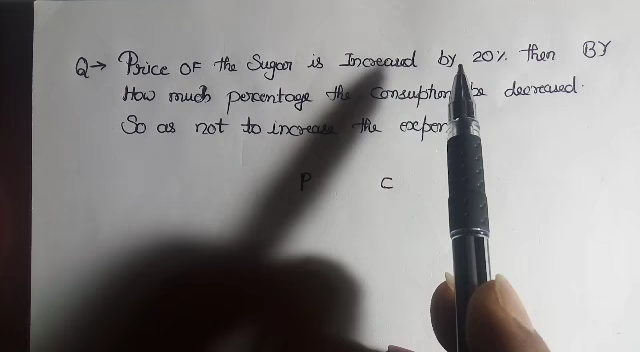 Q→ Price OF the Sugar is Increased by 20% then BY
How much percentage the Consuption be decreased.
So as not to increase the expen
P C